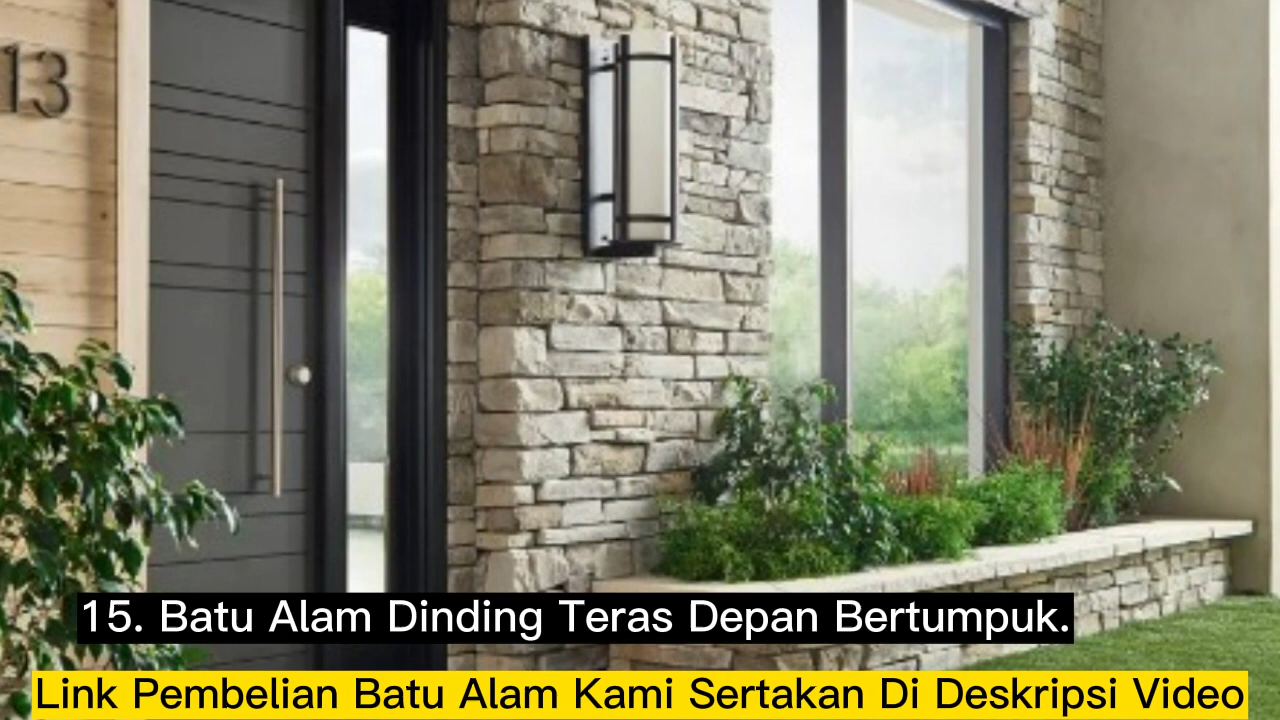 13
15. Batu Alam Dinding Teras Depan Bertumpuk.
Link Pembelian Batu Alam Kami Sertakan Di Deskripsi Video